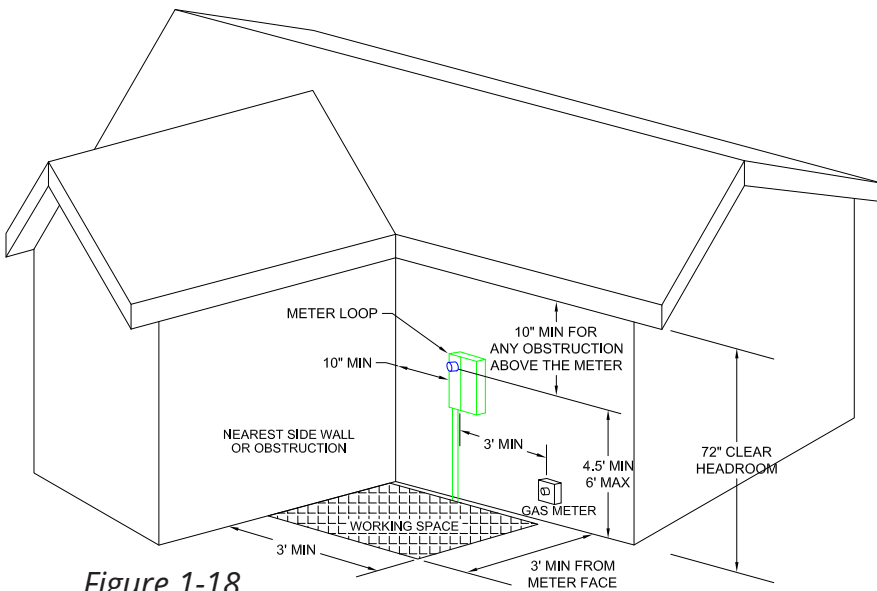 METER LOOP
10" MIN
10" MIN FOR
ANY OBSTRUCTION
ABOVE THE METER
NEAREST SIDE WALL
OR OBSTRUCTION
3' MIN
4.5' MIN
6' MAX
72" CLEAR
HEADROOM
GAS METER
WORKING SPACE
3' MIN
3' MIN FROM
METER FACE
Figure 1-18